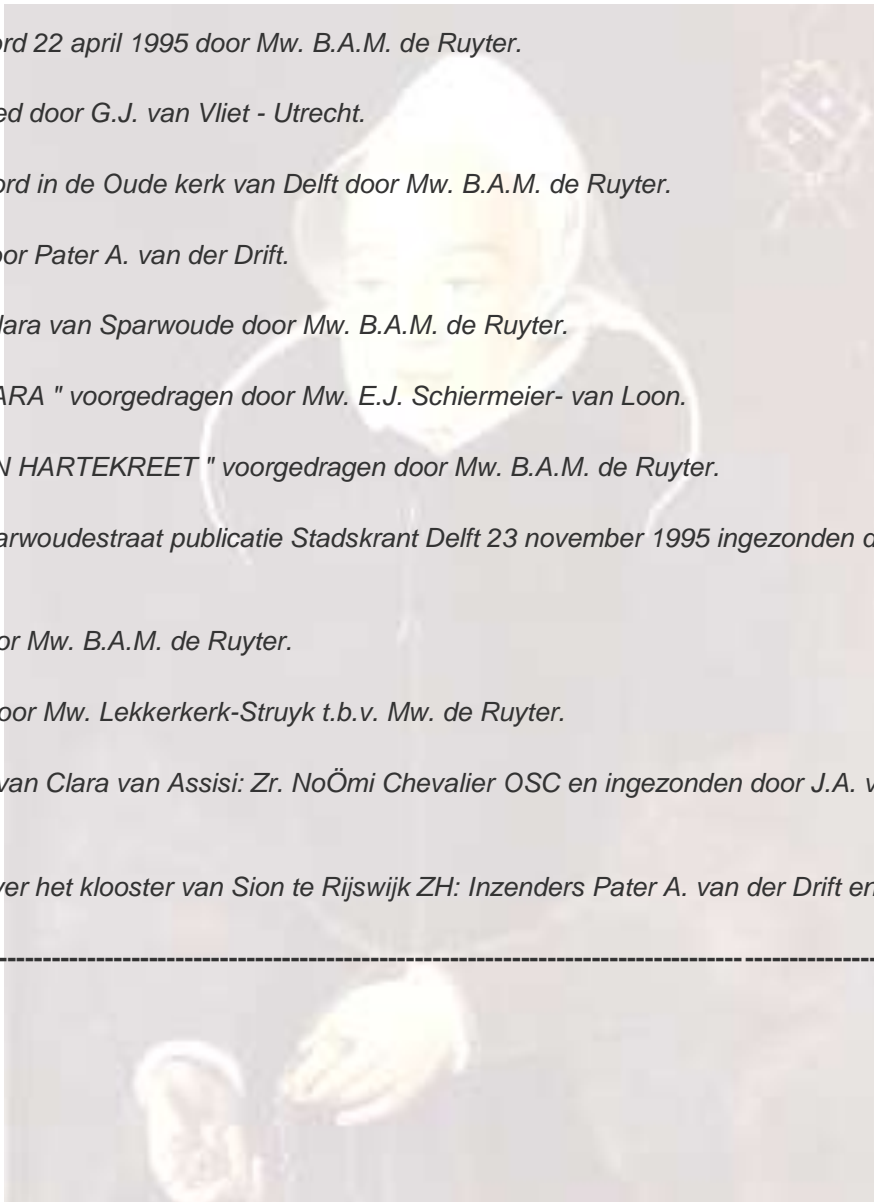 ord 22 april 1995 door Mw. B.A.M. de Ruyter.
ed door G.J. van Vliet - Utrecht.
ord in de Oude kerk van Delft door Mw. B.A.M. de Ruyter.
oor Pater A. van der Drift.
lara van Sparwoude door Mw. B.A.M. de Ruyter.
ARA " voorgedragen door Mw. E.J. Schiermeier- van Loon.
N HARTEKREET " voorgedragen door Mw. B.A.M. de Ruyter.
arwoudestraat publicatie Stadskrant Delft 23 november 1995 ingezonden d
or Mw. B.A.M. de Ruyter.
oor Mw. Lekkerkerk-Struyk t.b.v. Mw. de Ruyter.
van Clara van Assisi: Zr. NoÖmi Chevalier OSC en ingezonden door J.A. v
ver het klooster van Sion te Rijswijk ZH: Inzenders Pater A. van der Drift en